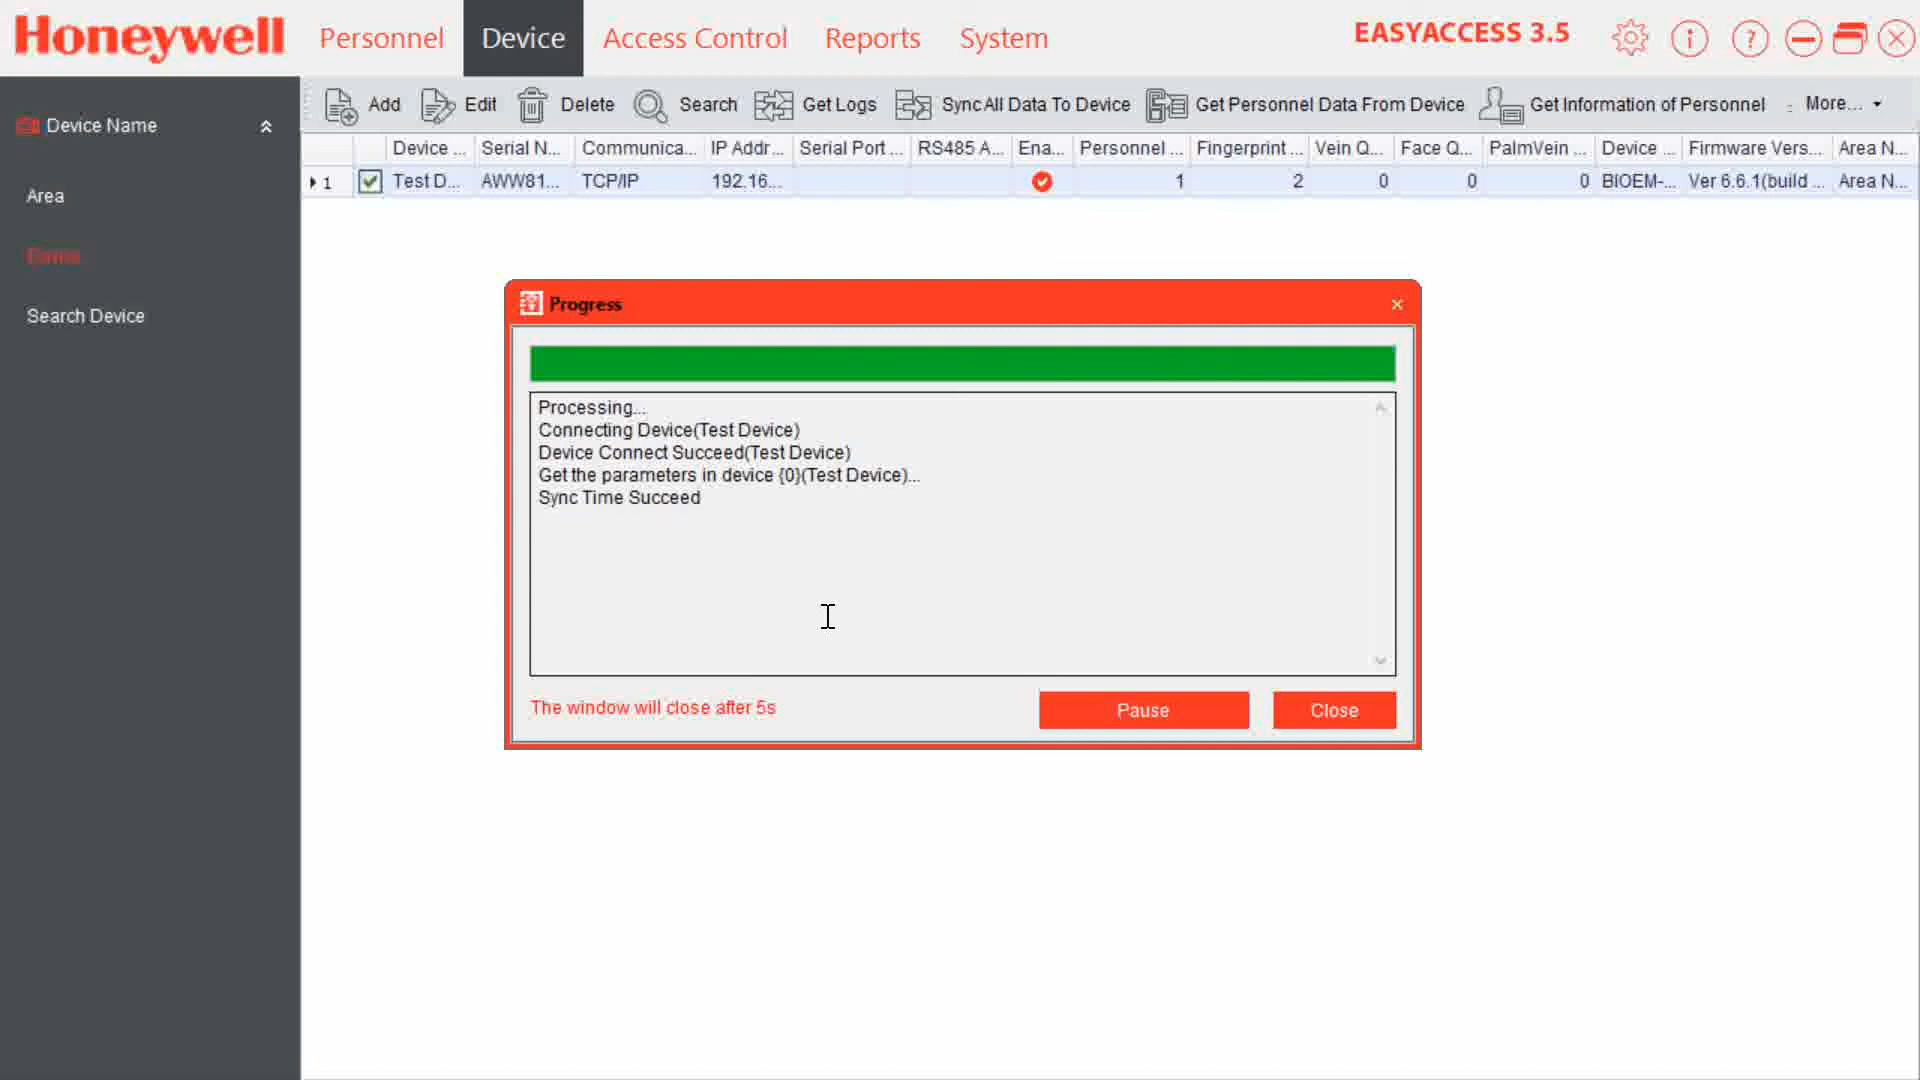 Honeywell
Personnel Device Access Control Reports System
EASYACCESS 3.5
Device Name
Area
Search Device
Add Edit Delete Search Get Logs Sync All Data To Device Get Personnel Data From Device Get Information of Personnel More...
Device ... Serial N... Communica... IP Addr... Serial Port ... RS485 A... Ena... Personnel ... Fingerprint ... Vein Q... Face Q... PalmVein ... Device ... Firmware Vers... Area N...
1 Test D... AWW81... TCP/IP 192.16... 1 2 0 0 0 BIOEM-... Ver 6.6.1(build ... Area N...
Progress
Processing...
Connecting Device(Test Device)
Device Connect Succeed(Test Device)
Get the parameters in device {0}(Test Device)...
Sync Time Succeed
The window will close after 5s
Pause Close